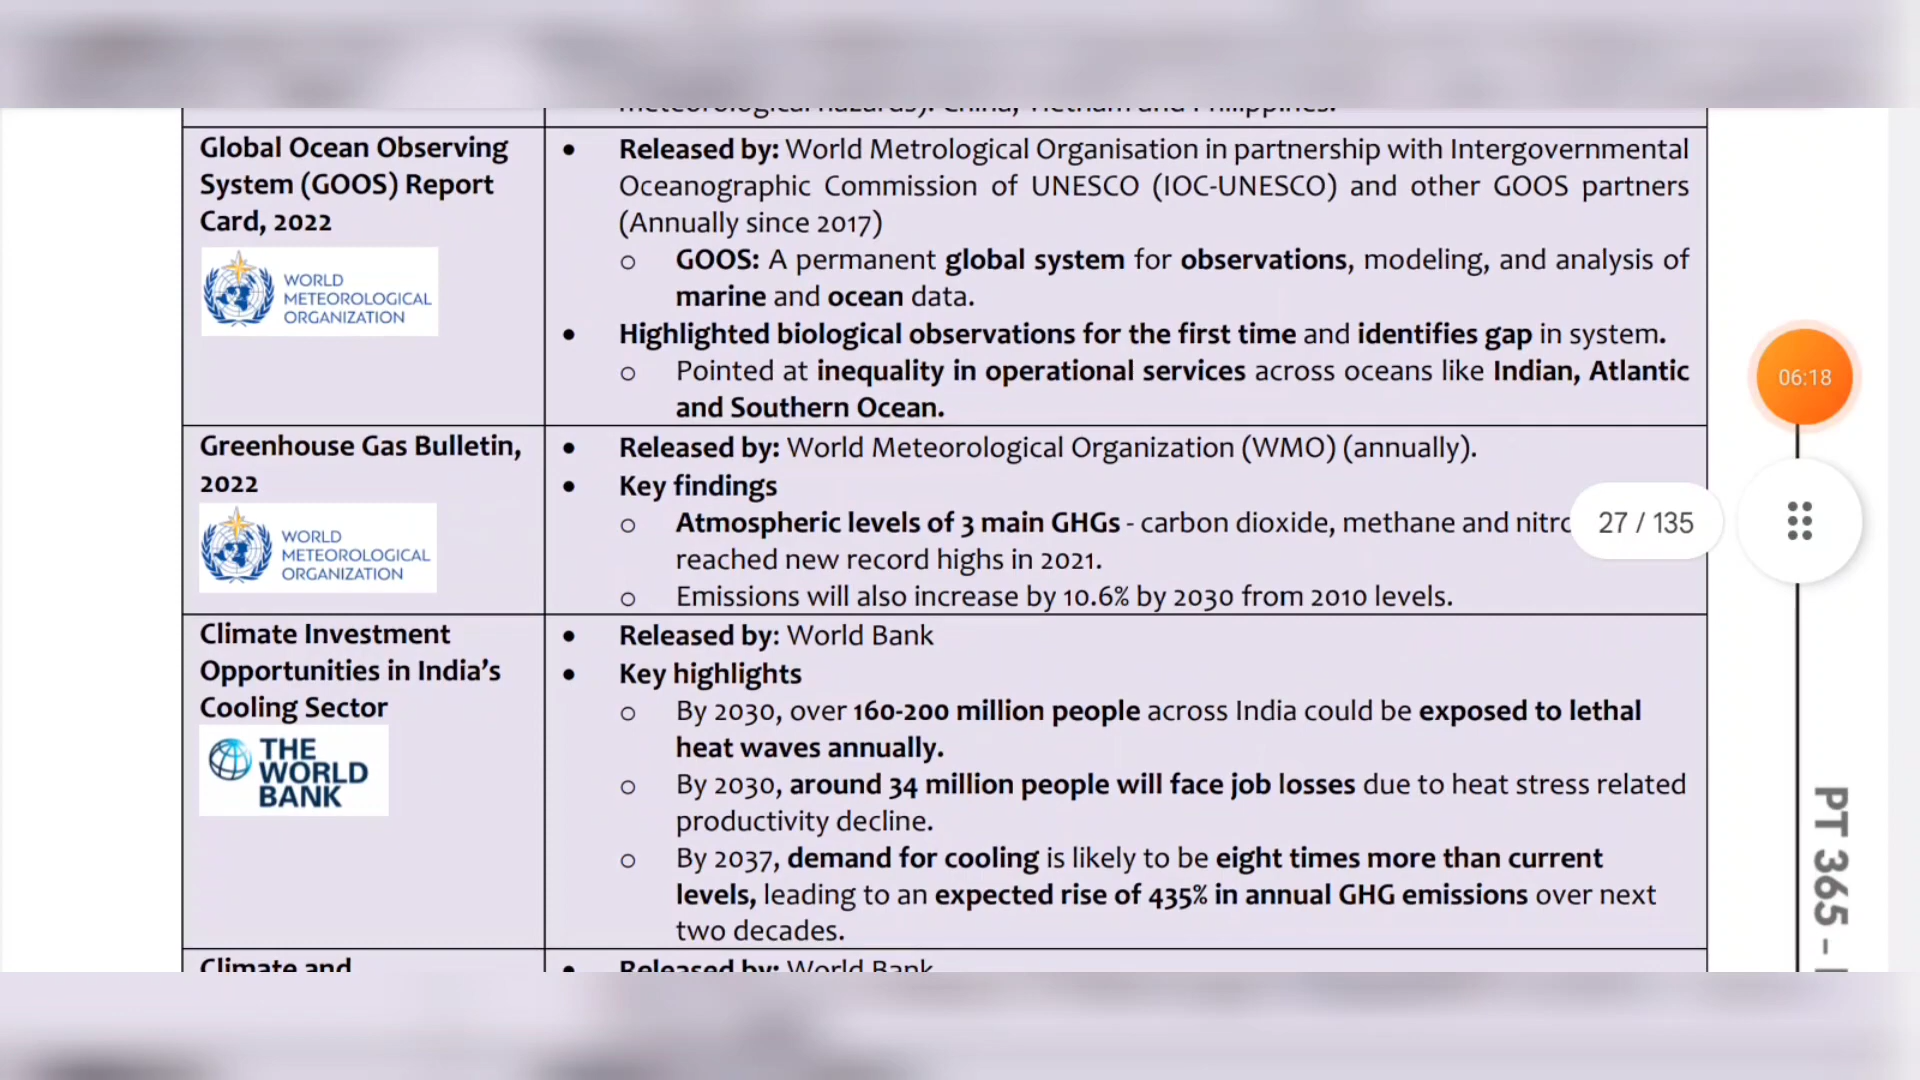 Global Ocean Observing
System (GOOS) Report
Card, 2022
WORLD
METEOROLOGICAL
ORGANIZATION
• Released by: World Metrological Organisation in partnership with Intergovernmental
Oceanographic Commission of UNESCO (IOC-UNESCO) and other GOOS partners
(Annually since 2017)
o GOOS: A permanent global system for observations, modeling, and analysis of
marine and ocean data.
• Highlighted biological observations for the first time and identifies gap in system.
o Pointed at inequality in operational services across oceans like Indian, Atlantic
and Southern Ocean.
06:18
Greenhouse Gas Bulletin,
2022
WORLD
METEOROLOGICAL
ORGANIZATION
• Released by: World Meteorological Organization (WMO) (annually).
• Key findings
o Atmospheric levels of 3 main GHGs - carbon dioxide, methane and
reached new record highs in 2021.
o Emissions will also increase by 10.6% by 2030 from 2010 levels.
27 / 135
Climate Investment
Opportunities in India’s
Cooling Sector
THE
WORLD
BANK
• Released by: World Bank
• Key highlights
o By 2030, over 160-200 million people across India could be exposed to lethal
heat waves annually.
o By 2030, around 34 million people will face job losses due to heat stress related
productivity decline.
o By 2037, demand for cooling is likely to be eight times more than current
levels, leading to an expected rise of 435% in annual GHG emissions over next
two decades.
Climate and
• Released by: World Bank
PT 365 -